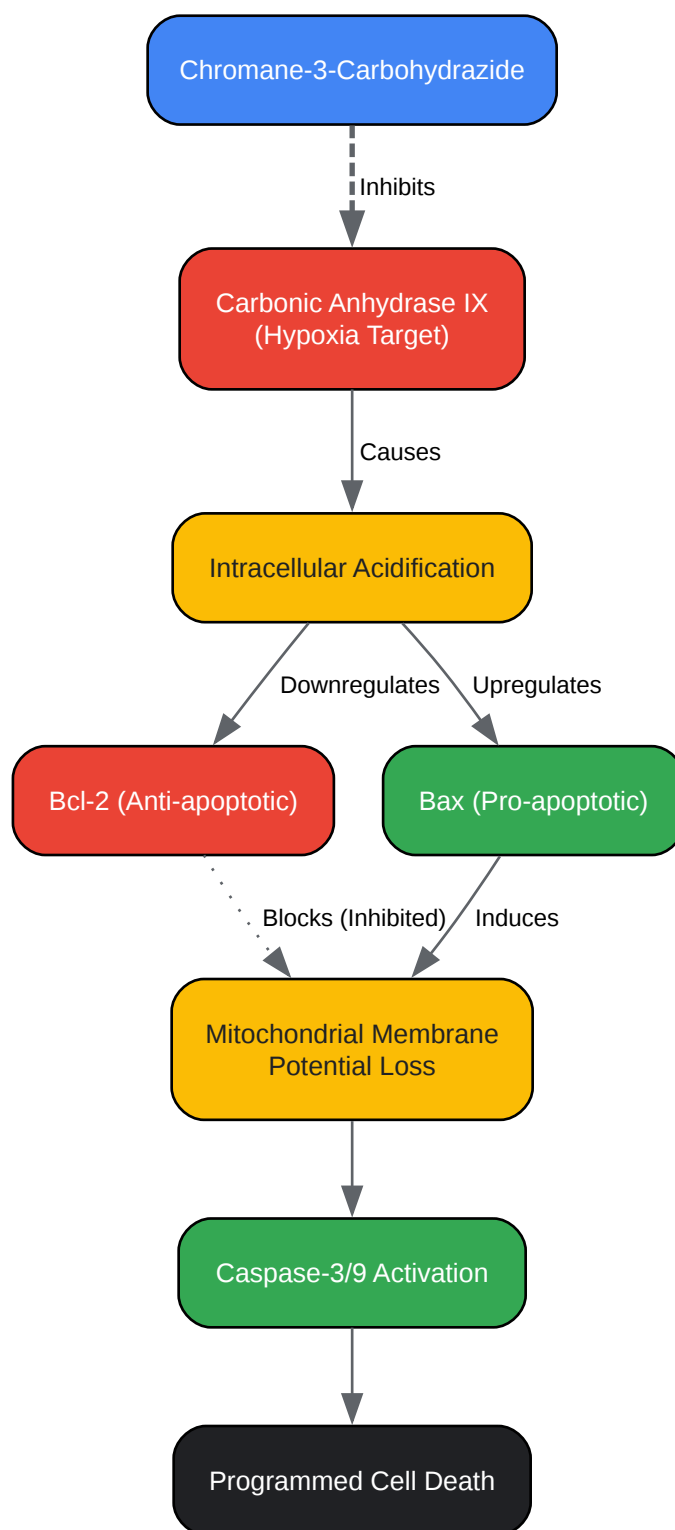 Chromane-3-Carbohydrazide
Inhibits
Carbonic Anhydrase IX
(Hypoxia Target)
Causes
Intracellular Acidification
Downregulates
Upregulates
Bcl-2 (Anti-apoptotic)
Bax (Pro-apoptotic)
Blocks (Inhibited)
Induces
Mitochondrial Membrane
Potential Loss
Caspase-3/9 Activation
Programmed Cell Death